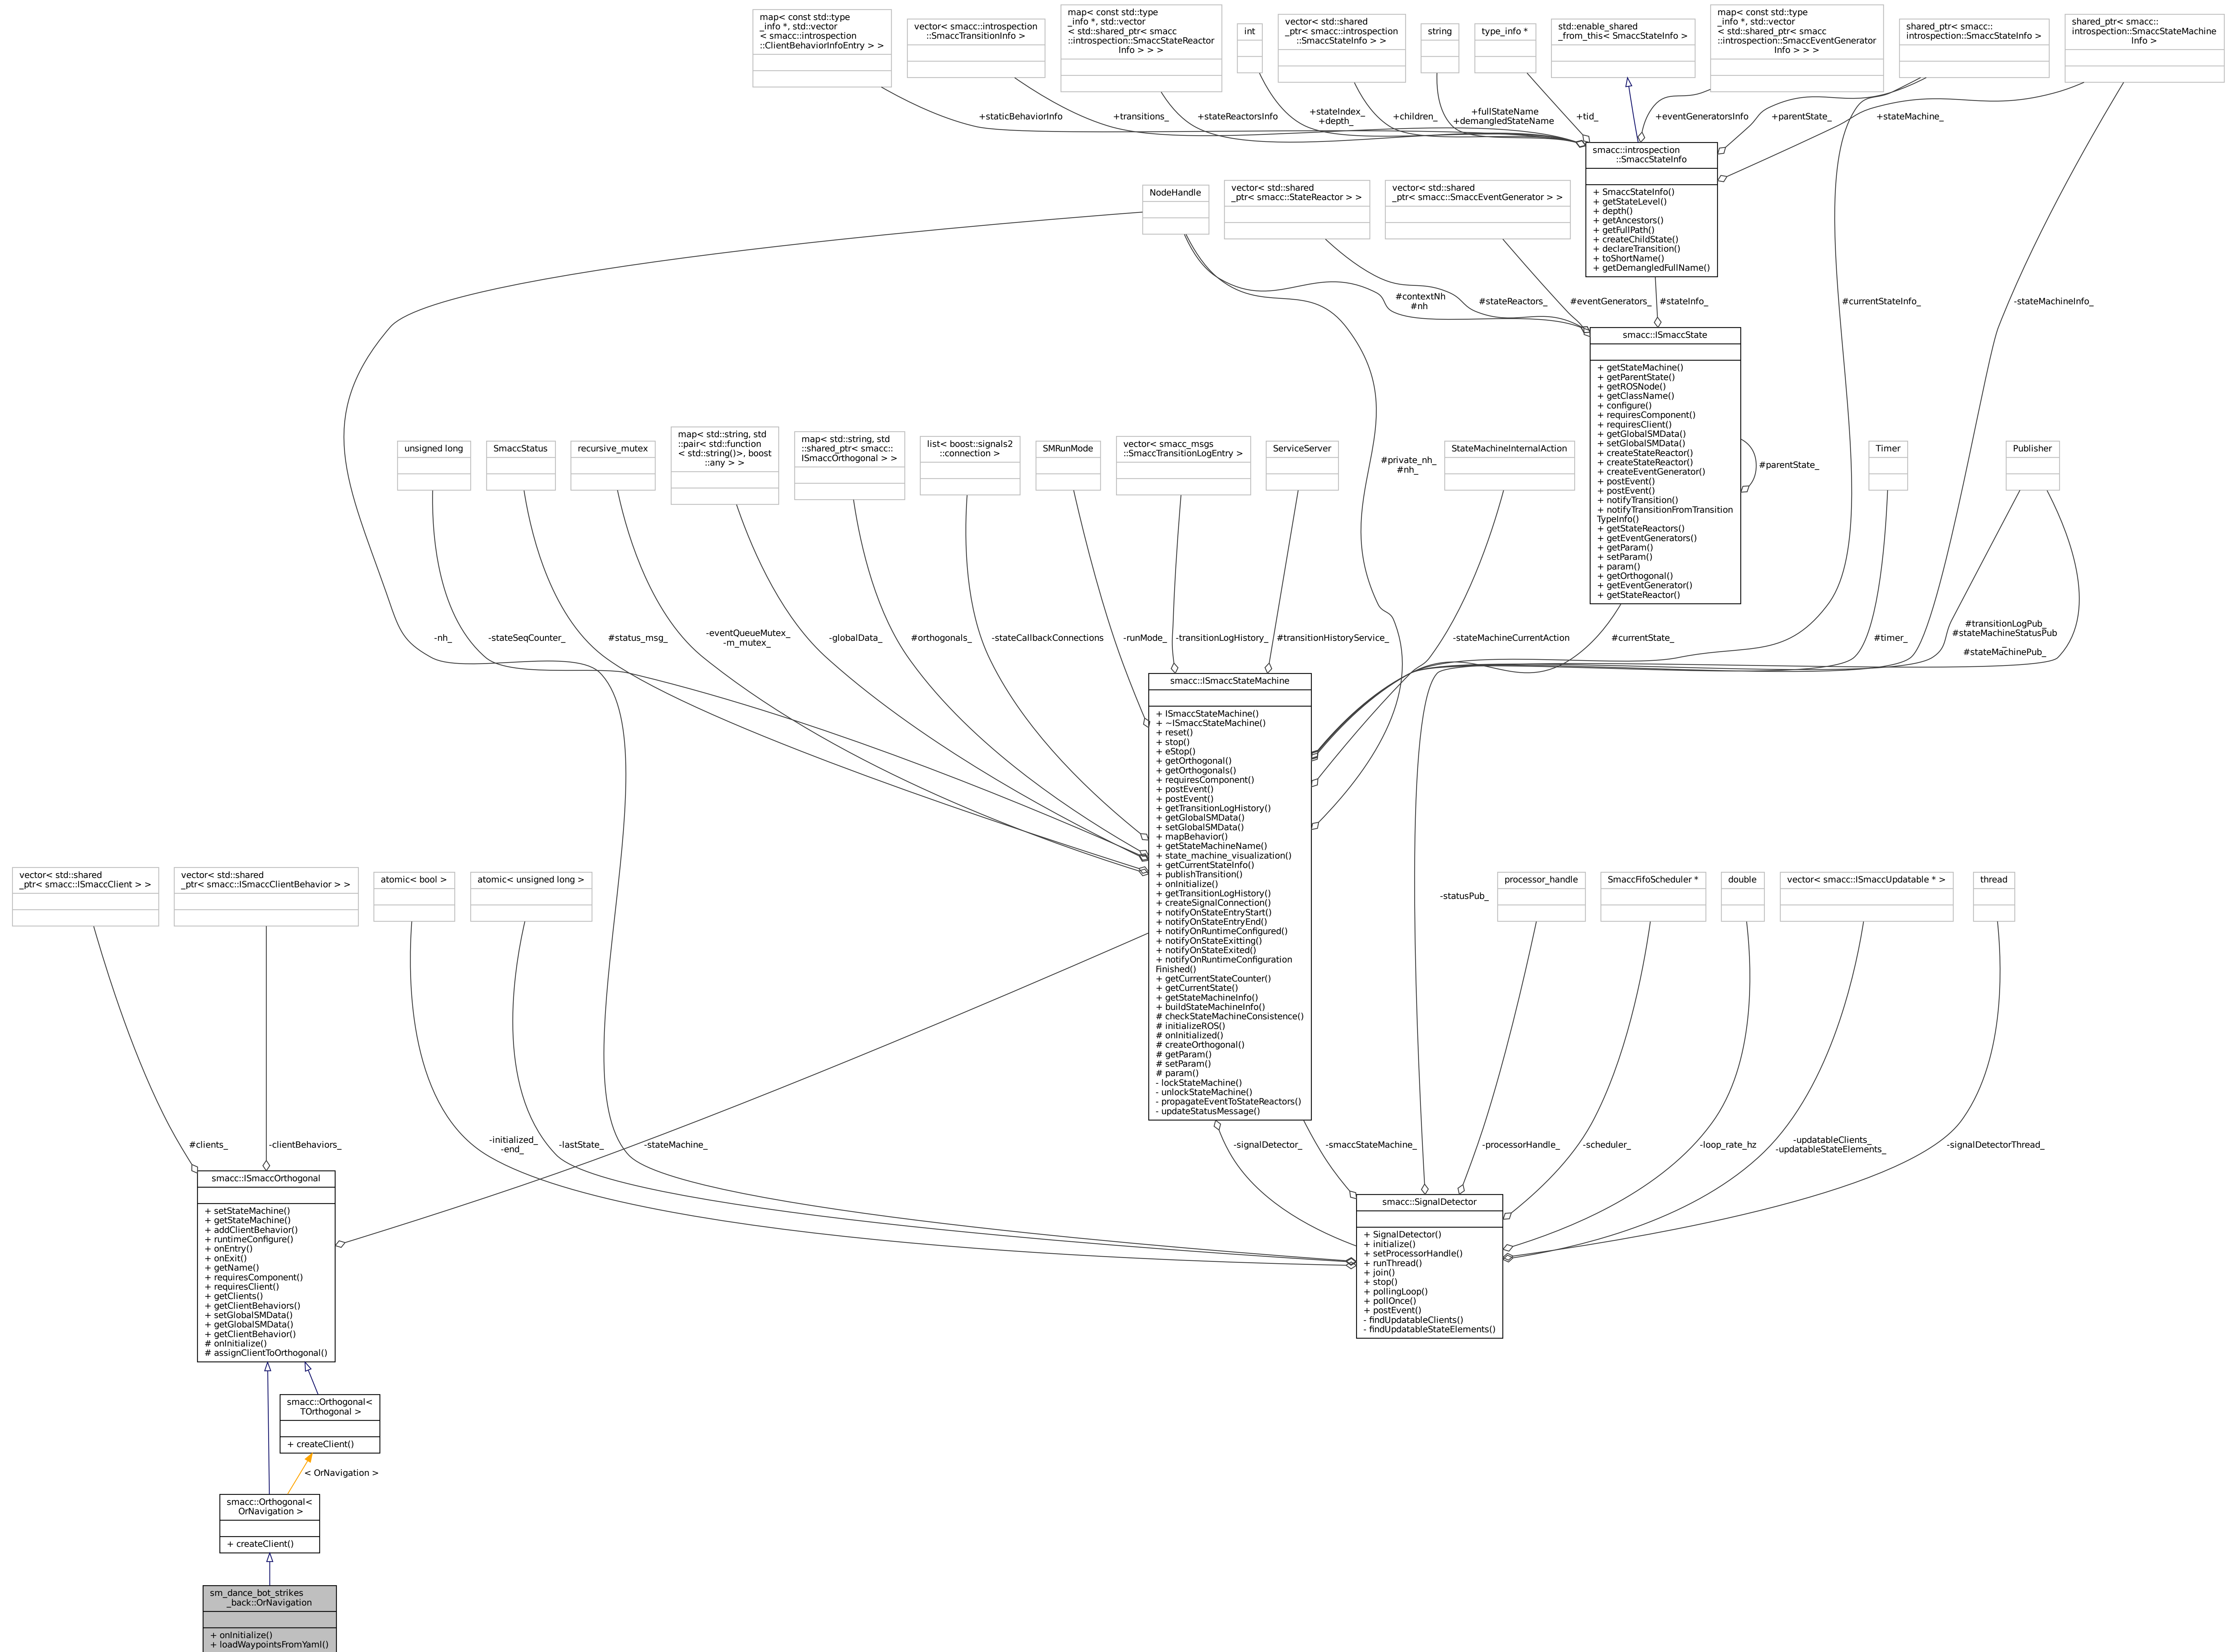 map< const std::type
_info *, std::vector
< smacc::introspection
::ClientBehaviorInfoEntry > >
vector< smacc::introspection
::SmaccTransitionInfo >
map< const std::type
_info *, std::vector
< std::shared_ptr< smacc
::introspection::SmaccStateReactor
Info > > >
int
vector< std::shared
_ptr< smacc::introspection
::SmaccStateInfo > >
string
type_info *
std::enable_shared
_from_this< SmaccStateInfo >
map< const std::type
_info *, std::vector
< std::shared_ptr< smacc
::introspection::SmaccEventGenerator
Info > > >
shared_ptr< smacc::
introspection::SmaccStateInfo >
shared_ptr< smacc::
introspection::SmaccStateMachine
Info >
+staticBehaviorInfo
+transitions_
+stateReactorsInfo
+stateIndex_
+depth_
+children_
+fullStateName
+demangledStateName
+tid_
+eventGeneratorsInfo
+parentState_
+stateMachine_
smacc::introspection
::SmaccStateInfo
+ SmaccStateInfo()
+ getStateLevel()
+ depth()
+ getAncestors()
+ getFullPath()
+ createChildState()
+ declareTransition()
+ toShortName()
+ getDemangledFullName()
NodeHandle
vector< std::shared
_ptr< smacc::StateReactor > >
vector< std::shared
_ptr< smacc::SmaccEventGenerator > >
#contextNh
#nh
#stateReactors_
#eventGenerators_
#stateInfo_
#currentStateInfo_
-stateMachineInfo_
smacc::ISmaccState
+ getStateMachine()
+ getParentState()
+ getROSNode()
+ getClassName()
+ configure()
+ requiresComponent()
+ requiresClient()
+ getGlobalSMData()
+ setGlobalSMData()
+ createStateReactor()
+ createStateReactor()
+ createEventGenerator()
+ postEvent()
+ postEvent()
+ notifyTransition()
+ notifyTransitionFromTransition
TypeInfo()
+ getStateReactors()
+ getEventGenerators()
+ getParam()
+ setParam()
+ param()
+ getOrthogonal()
+ getEventGenerator()
+ getStateReactor()
#parentState_
unsigned long
SmaccStatus
recursive_mutex
map< std::string, std
::pair< std::function
< std::string()>, boost
::any > >
map< std::string, std
::shared_ptr< smacc::
ISmaccOrthogonal > >
list< boost::signals2
::connection >
SMRunMode
vector< smacc_msgs
::SmaccTransitionLogEntry >
ServiceServer
#private_nh_
#nh_
StateMachineInternalAction
Timer
Publisher
-nh_
-stateSeqCounter_
#status_msg_
-eventQueueMutex_
-m_mutex_
-globalData_
#orthogonals_
-stateCallbackConnections
-runMode_
-transitionLogHistory_
#transitionHistoryService_
-stateMachineCurrentAction
#currentState_
#timer_
#transitionLogPub_
#stateMachineStatusPub
_
#stateMachinePub_
smacc::ISmaccStateMachine
+ ISmaccStateMachine()
+ ~ISmaccStateMachine()
+ reset()
+ stop()
+ eStop()
+ getOrthogonal()
+ getOrthogonals()
+ requiresComponent()
+ postEvent()
+ postEvent()
+ getTransitionLogHistory()
+ getGlobalSMData()
+ setGlobalSMData()
+ mapBehavior()
+ getStateMachineName()
+ state_machine_visualization()
+ getCurrentStateInfo()
+ publishTransition()
+ onInitialize()
+ getTransitionLogHistory()
+ createSignalConnection()
+ notifyOnStateEntryStart()
+ notifyOnStateEntryEnd()
+ notifyOnRuntimeConfigured()
+ notifyOnStateExitting()
+ notifyOnStateExited()
+ notifyOnRuntimeConfiguration
Finished()
+ getCurrentStateCounter()
+ getCurrentState()
+ getStateMachineInfo()
+ buildStateMachineInfo()
# checkStateMachineConsistence()
# initializeROS()
# onInitialized()
# createOrthogonal()
# getParam()
# setParam()
# param()
- lockStateMachine()
- unlockStateMachine()
- propagateEventToStateReactors()
- updateStatusMessage()
vector< std::shared
_ptr< smacc::ISmaccClient > >
vector< std::shared
_ptr< smacc::ISmaccClientBehavior > >
atomic< bool >
atomic< unsigned long >
-statusPub_
processor_handle
SmaccFifoScheduler *
double
vector< smacc::ISmaccUpdatable * >
thread
#clients_
-clientBehaviors_
-initialized_
-end_
-lastState_
-stateMachine_
-signalDetector_
-smaccStateMachine_
-processorHandle_
-scheduler_
-loop_rate_hz
-updatableClients_
-updatableStateElements_
-signalDetectorThread_
smacc::ISmaccOrthogonal
+ setStateMachine()
+ getStateMachine()
+ addClientBehavior()
+ runtimeConfigure()
+ onEntry()
+ onExit()
+ getName()
+ requiresComponent()
+ requiresClient()
+ getClients()
+ getClientBehaviors()
+ setGlobalSMData()
+ getGlobalSMData()
+ getClientBehavior()
# onInitialize()
# assignClientToOrthogonal()
smacc::SignalDetector
+ SignalDetector()
+ initialize()
+ setProcessorHandle()
+ runThread()
+ join()
+ stop()
+ pollingLoop()
+ pollOnce()
+ postEvent()
- findUpdatableClients()
- findUpdatableStateElements()
smacc::Orthogonal<
TOrthogonal >
+ createClient()
< OrNavigation >
smacc::Orthogonal<
OrNavigation >
+ createClient()
sm_dance_bot_strikes
_back::OrNavigation
+ onInitialize()
+ loadWaypointsFromYaml()